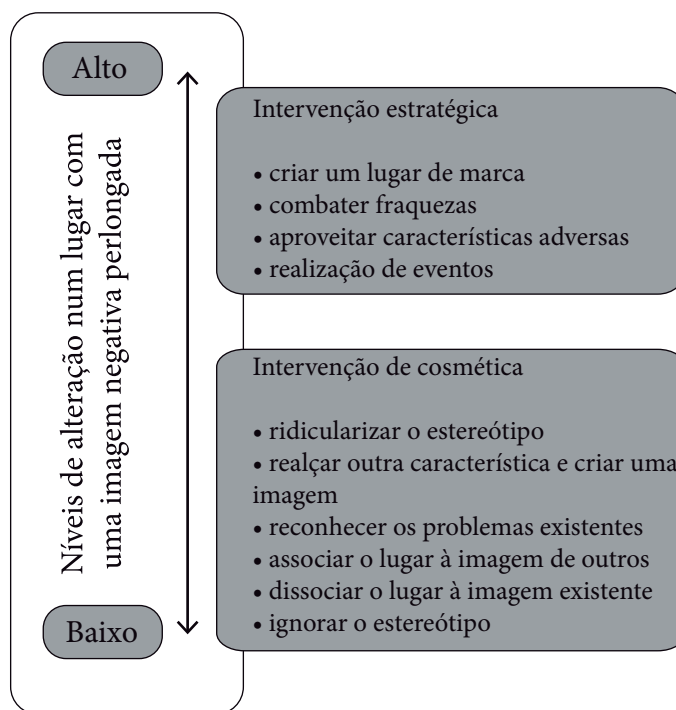 Alto
Níveis de alteração num lugar com
uma imagem negativa perlongada
Baixo
Intervenção estratégica
• criar um lugar de marca
• combater fraquezas
• aproveitar características adversas
• realização de eventos
Intervenção de cosmética
• ridicularizar o estereótipo
• realçar outra característica e criar uma
imagem
• reconhecer os problemas existentes
• associar o lugar à imagem de outros
• dissociar o lugar à imagem existente
• ignorar o estereótipo